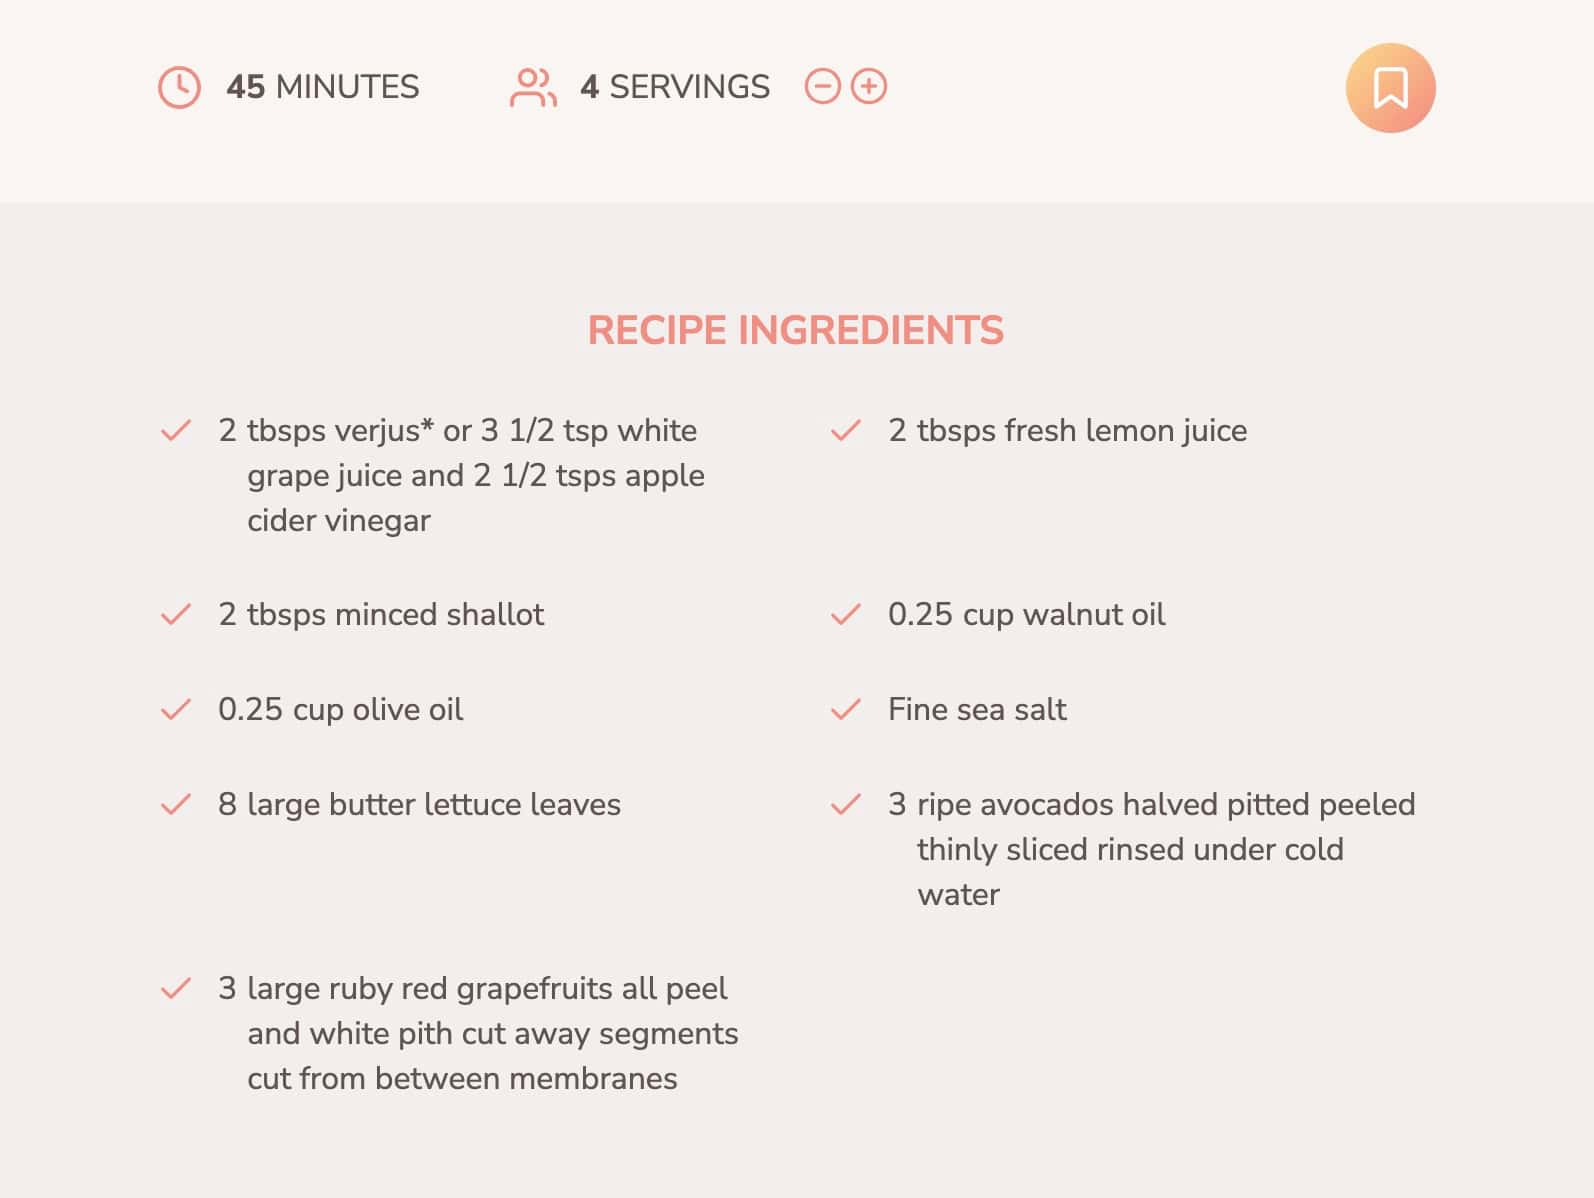 45 MINUTES
4 SERVINGS
RECIPE INGREDIENTS
2 tbsps verjus* or 3 1/2 tsp white
grape juice and 2 1/2 tsps apple
cider vinegar
2 tbsps fresh lemon juice
2 tbsps minced shallot
0.25 cup walnut oil
0.25 cup olive oil
Fine sea salt
8 large butter lettuce leaves
3 ripe avocados halved pitted peeled
thinly sliced rinsed under cold
water
3 large ruby red grapefruits all peel
and white pith cut away segments
cut from between membranes